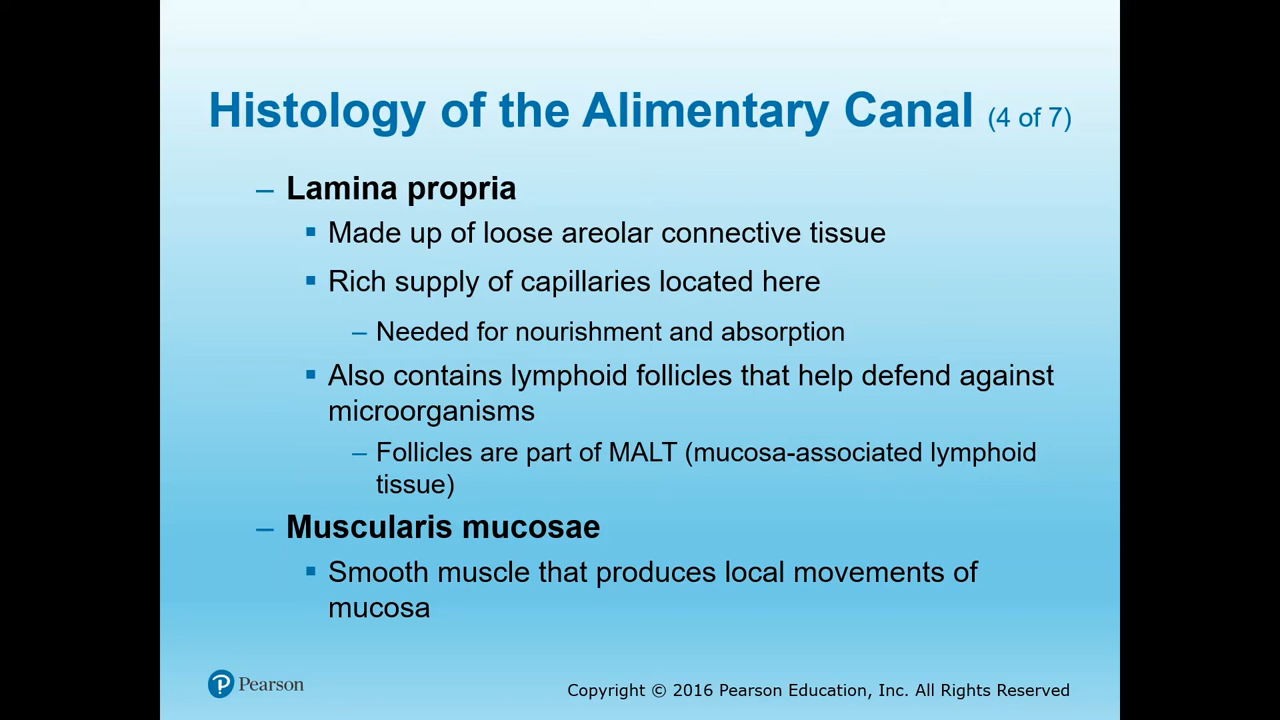 Histology of the Alimentary Canal (4 of 7)
– Lamina propria
▪ Made up of loose areolar connective tissue
▪ Rich supply of capillaries located here
– Needed for nourishment and absorption
▪ Also contains lymphoid follicles that help defend against
microorganisms
– Follicles are part of MALT (mucosa-associated lymphoid
tissue)
– Muscularis mucosae
▪ Smooth muscle that produces local movements of
mucosa
P Pearson
Copyright © 2016 Pearson Education, Inc. All Rights Reserved